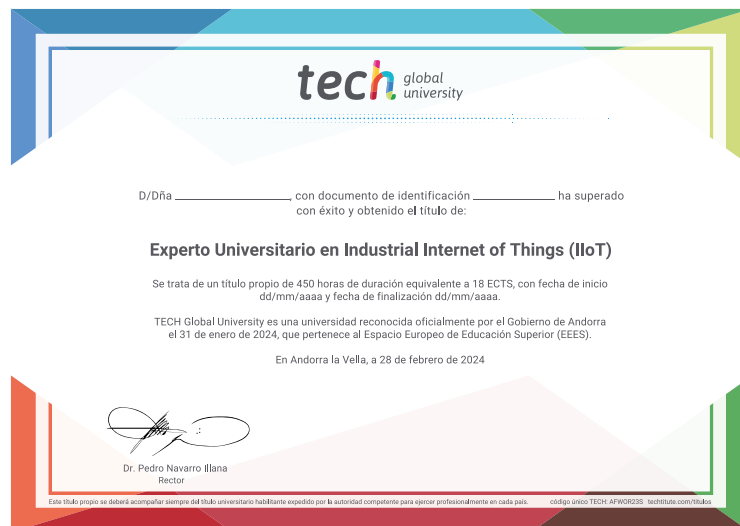 tech global
university
D/Dña ______________, con documento de identificación __________ ha superado
con éxito y obtenido el título de:
Experto Universitario en Industrial Internet of Things (IIoT)
Se trata de un título propio de 450 horas de duración equivalente a 18 ECTS, con fecha de inicio
dd/mm/aaaa y fecha de finalización dd/mm/aaaa.
TECH Global University es una universidad reconocida oficialmente por el Gobierno de Andorra
el 31 de enero de 2024, que pertenece al Espacio Europeo de Educación Superior (EEES).
En Andorra la Vella, a 28 de febrero de 2024
Dr. Pedro Navarro Illana
Rector
Este título propio se deberá acompañar siempre del título universitario habilitante expedido por la autoridad competente para ejercer profesionalmente en cada país. código único TECH: AFWOR23S techtitute.com/titulos